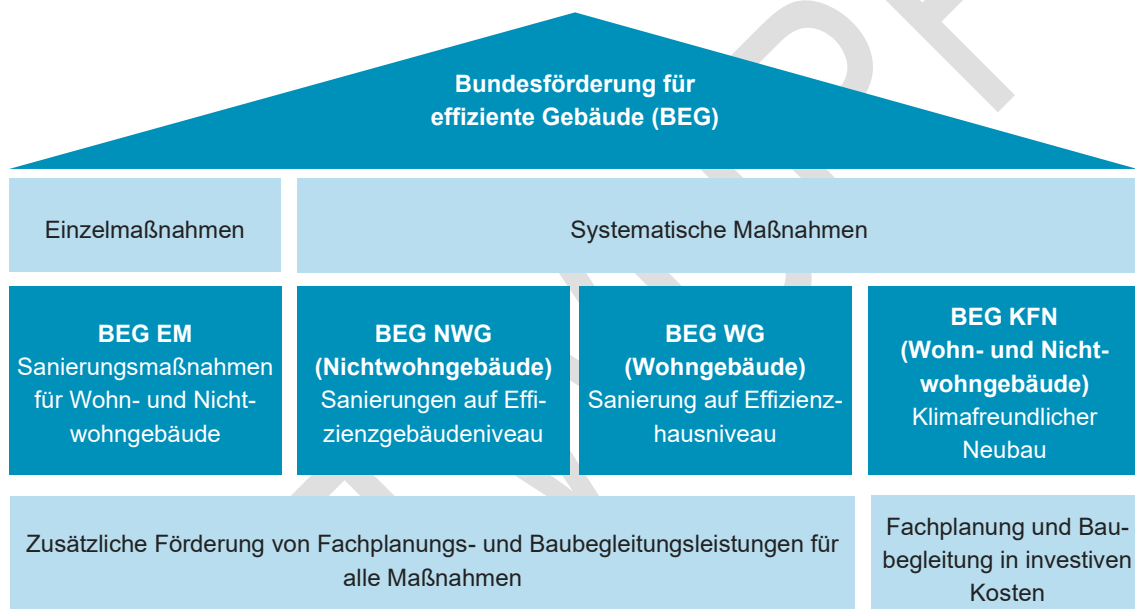 Bundesförderung für
effiziente Gebäude (BEG)
Einzelmaßnahmen
Systematische Maßnahmen
BEG EM
Sanierungsmaßnahmen
für Wohn- und Nicht-
wohngebäude
BEG NWG
(Nichtwohngebäude)
Sanierungen auf Effi-
zienzgebäudeniveau
BEG WG
(Wohngebäude)
Sanierung auf Effizienz-
hausniveau
BEG KFN
(Wohn- und Nicht-
wohngebäude)
Klimafreundlicher
Neubau
Zusätzliche Förderung von Fachplanungs- und Baubegleitungsleistungen für
alle Maßnahmen
Fachplanung und Bau-
begleitung in investiven
Kosten